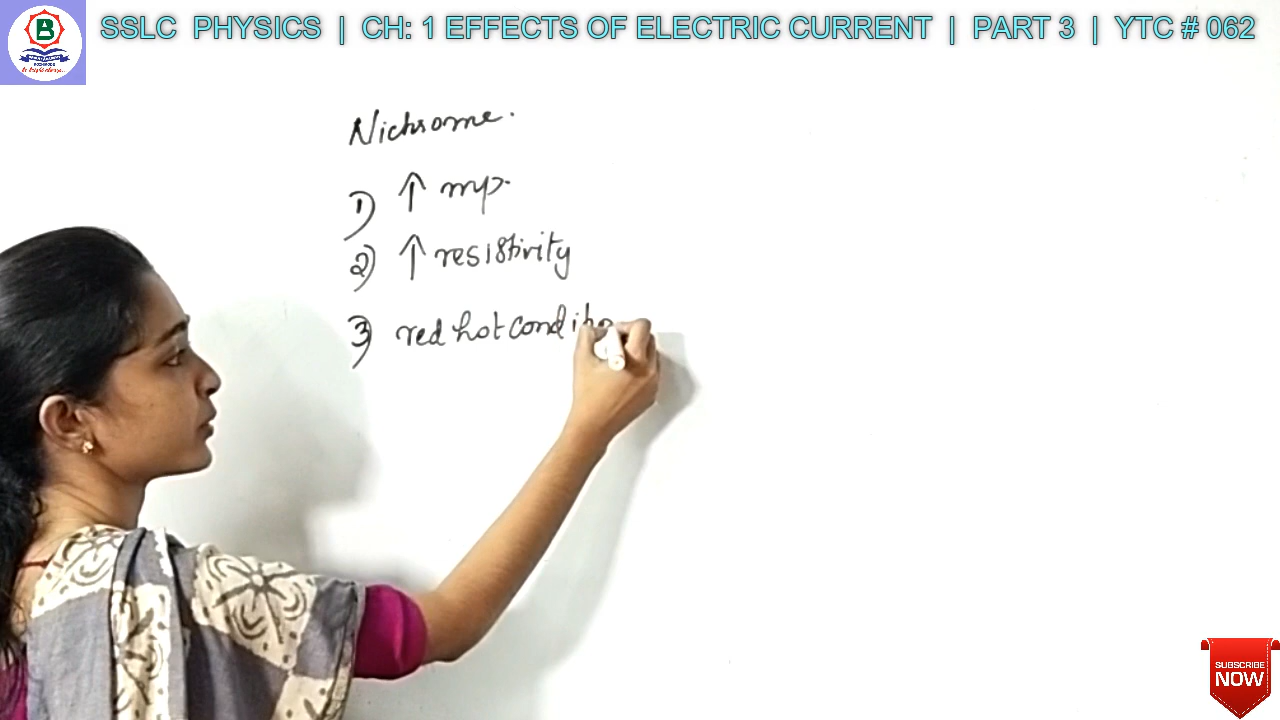 SSLC PHYSICS | CH: 1 EFFECTS OF ELECTRIC CURRENT | PART 3 | YTC # 062
B
Nichrome.
1) ↑ mp.
2) ↑ resistivity
3) red hot conditio
SUBSCRIBE
NOW